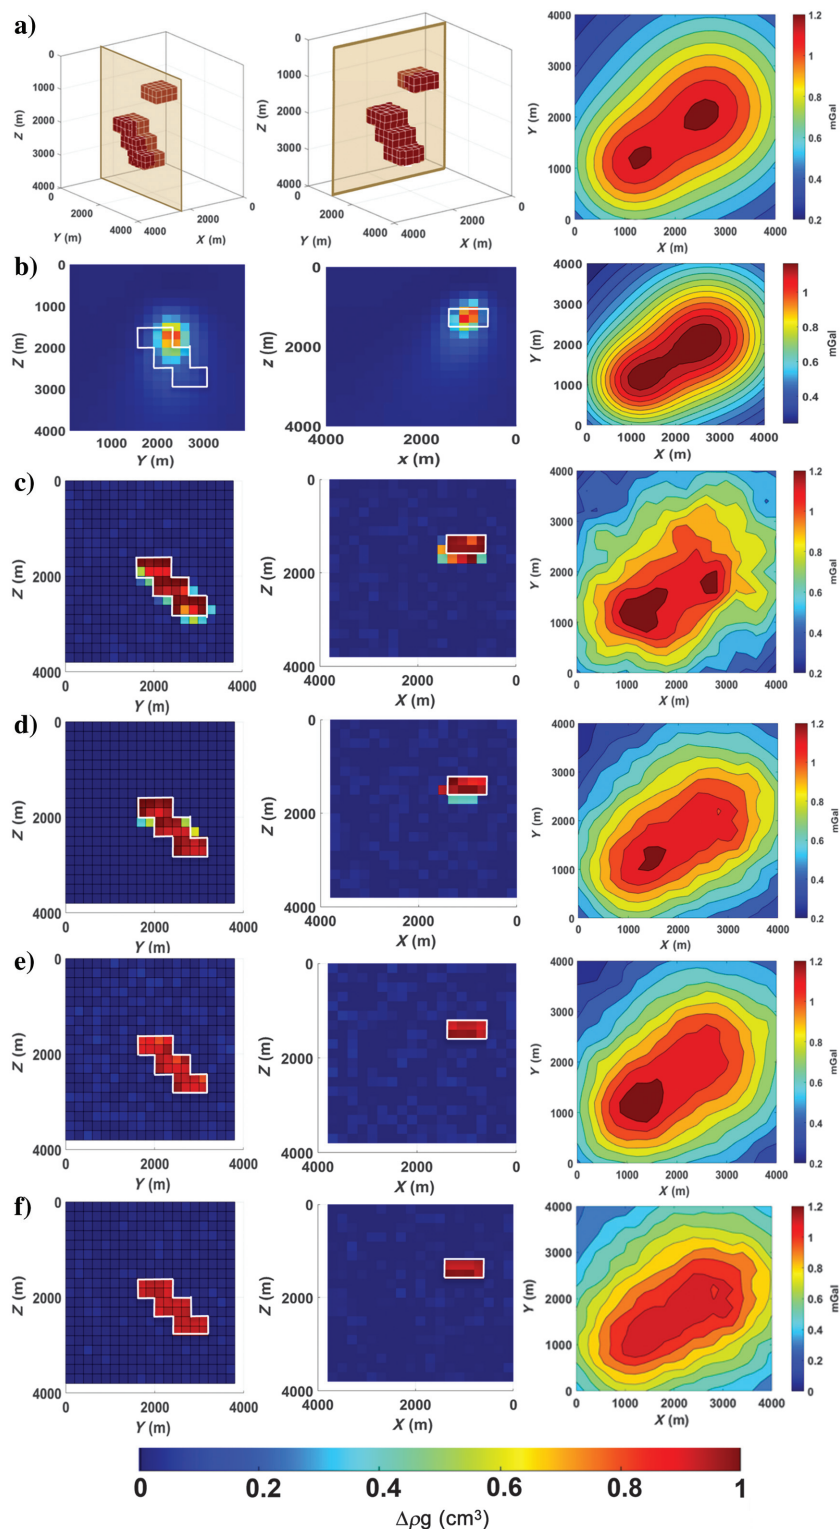 a)
0
1000
2000
3000
4000
Z (m)
0
2000
4000
Y (m)
4000
2000
0
X (m)
0
1000
2000
3000
4000
Z (m)
0
2000
4000
Y (m)
4000
2000
0
X (m)
4000
3000
2000
1000
0
Y (m)
0 1000 2000 3000 4000
X (m)
1.2
1
0.8
0.6
0.4
0.2
mGal
b)
0
1000
2000
3000
4000
Z (m)
1000 2000 3000
Y (m)
0
1000
2000
3000
4000
z (m)
4000 2000 0
x (m)
4000
3000
2000
1000
0
Y (m)
0 1000 2000 3000 4000
X (m)
1
0.8
0.6
0.4
mGal
c)
0
2000
4000
Z (m)
0 2000 4000
Y (m)
0
2000
4000
Z (m)
4000 2000 0
X (m)
4000
3000
2000
1000
0
Y (m)
0 1000 2000 3000 4000
X (m)
1.2
1
0.8
0.6
0.4
0.2
mGal
d)
0
2000
4000
Z (m)
0 2000 4000
Y (m)
0
2000
4000
Z (m)
4000 2000 0
X (m)
4000
3000
2000
1000
0
Y (m)
0 1000 2000 3000 4000
X (m)
1.2
1
0.8
0.6
0.4
0.2
mGal
e)
0
2000
4000
Z (m)
0 2000 4000
Y (m)
0
2000
4000
Z (m)
4000 2000 0
X (m)
4000
3000
2000
1000
0
Y (m)
0 1000 2000 3000 4000
X (m)
1.2
1
0.8
0.6
0.4
0.2
mGal
f)
0
2000
4000
Z (m)
0 2000 4000
Y (m)
0
2000
4000
Z (m)
4000 2000 0
X (m)
4000
3000
2000
1000
0
Y (m)
0 1000 2000 3000 4000
X (m)
1.2
1
0.8
0.6
0.4
0.2
mGal
0 0.2 0.4 0.6 0.8 1
Δρg (cm³)